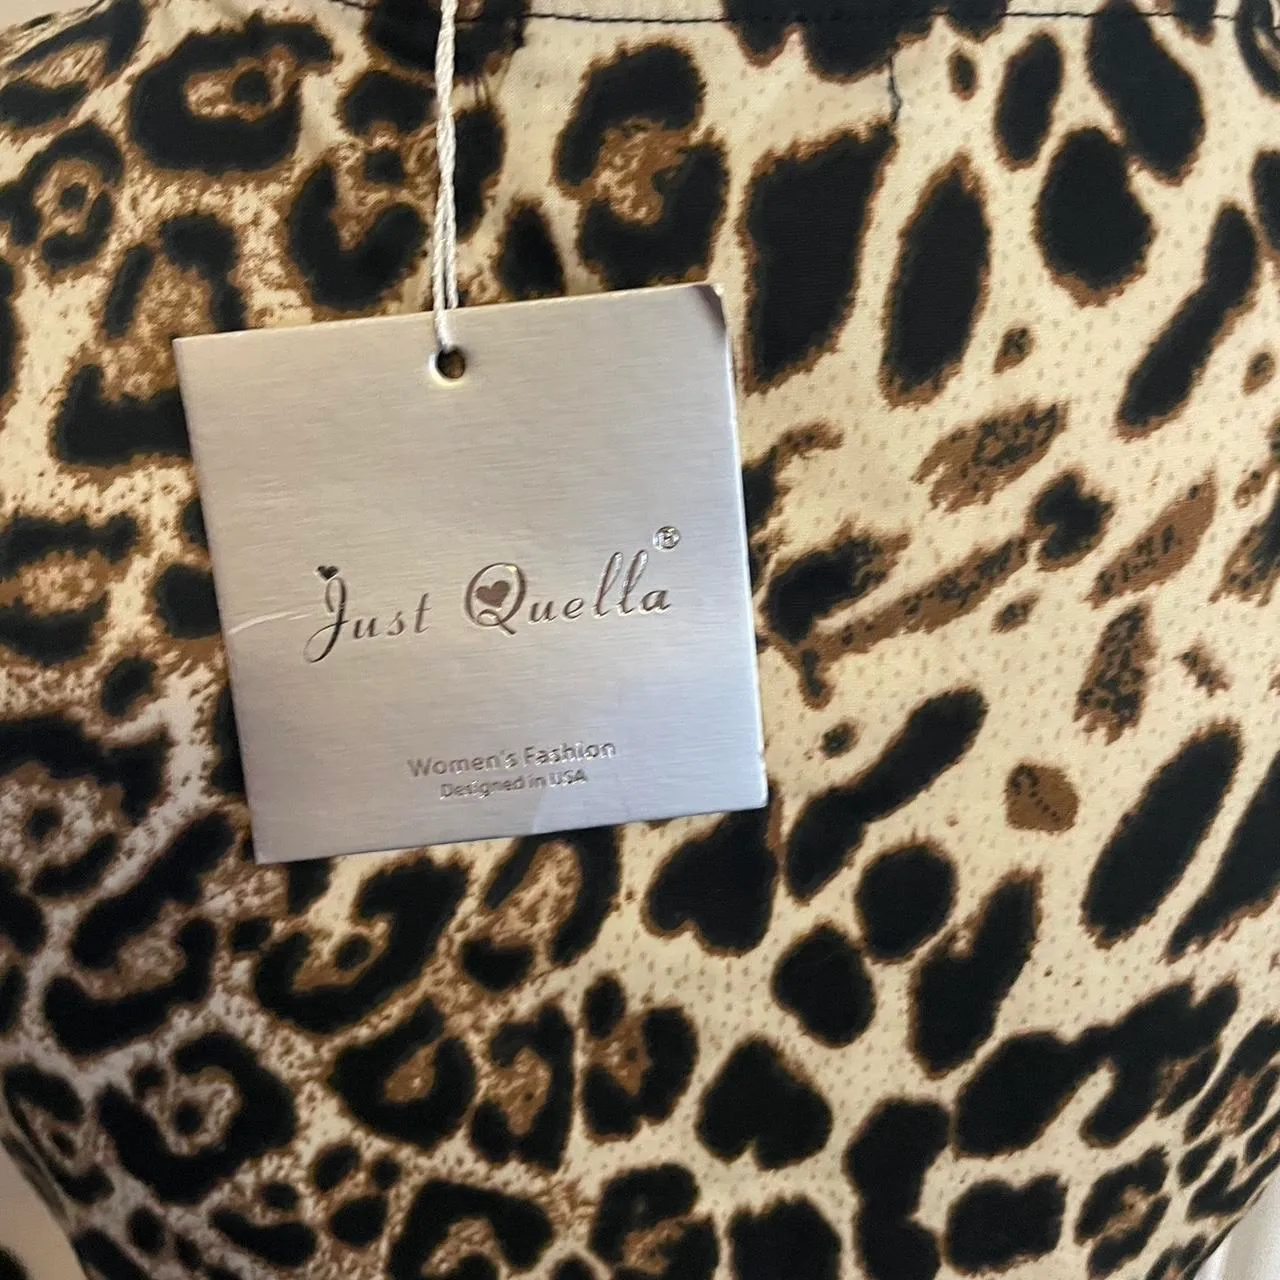 Just Quella®
Women's Fashion
Designed in USA